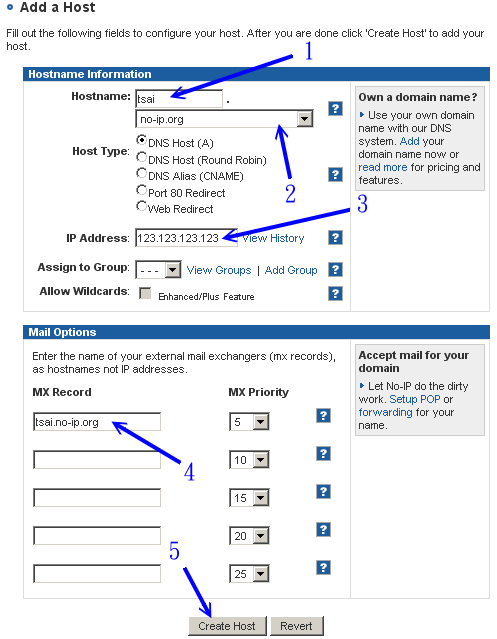 Add a Host
Fill out the following fields to configure your host. After you are done click 'Create Host' to add your
host.
1
Hostname Information
Hostname: tsai .
no-ip.org
?
2
Host Type: DNS Host (A)
DNS Host (Round Robin)
DNS Alias (CNAME)
?
Port 80 Redirect
Web Redirect
3
IP Address: 123.123.123.123 View History ?
Assign to Group: - - - View Groups | Add Group ?
Allow Wildcards: Enhanced/Plus Feature ?
Own a domain name?
Use your own domain
name with our DNS
system. Add your
domain name now or
read more for pricing and
features.
Mail Options
Enter the name of your external mail exchangers (mx records),
as hostnames not IP addresses.
MX Record MX Priority
tsai.no-ip.org 5 ?
4
10 ?
15 ?
20 ?
25 ?
Accept mail for your
domain
Let No-IP do the dirty
work. Setup POP or
forwarding for your
name.
5
Create Host Revert